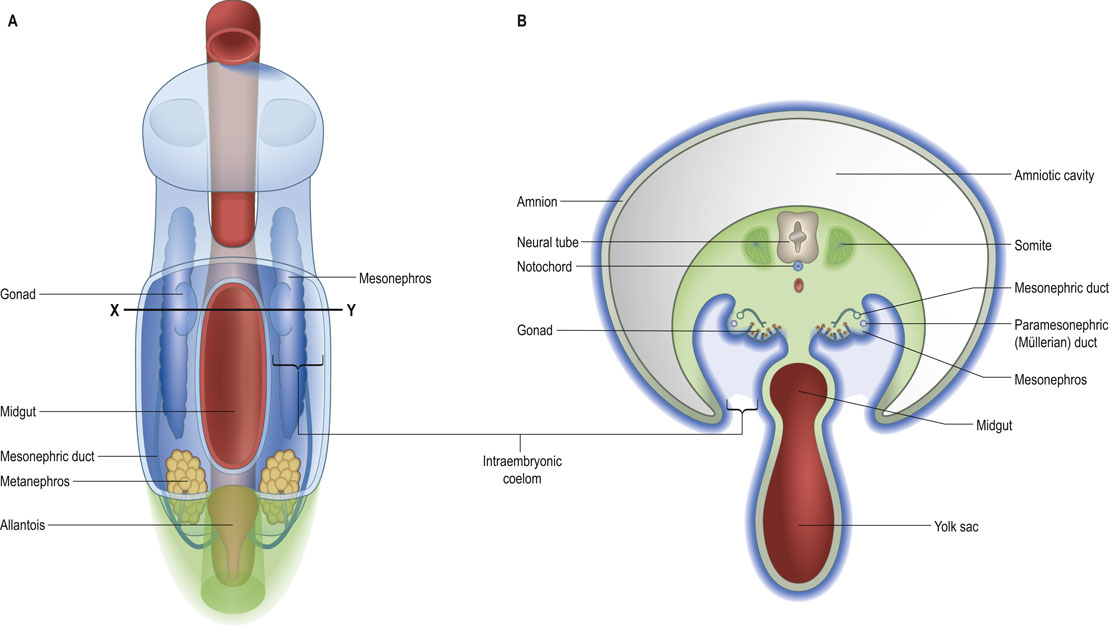 A
Gonad
X
Y
Mesonephros
Midgut
Mesonephric duct
Metanephros
Allantois
Intraembryonic
coelom
B
Amnion
Neural tube
Notochord
Gonad
Amniotic cavity
Somite
Mesonephric duct
Paramesonephric
(Müllerian) duct
Mesonephros
Midgut
Yolk sac